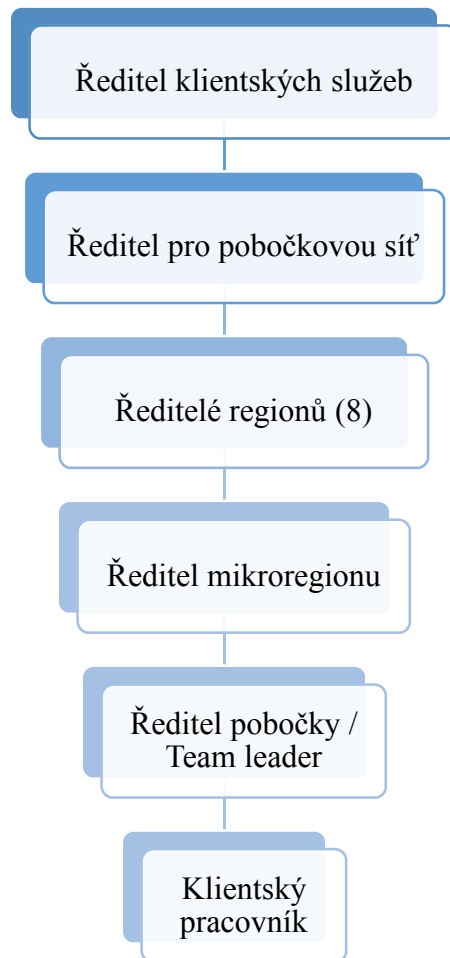 Ředitel klientských služeb
Ředitel pro pobočkovou síť
Ředitelé regionů (8)
Ředitel mikroregionu
Ředitel pobočky /
Team leader
Klientský
pracovník